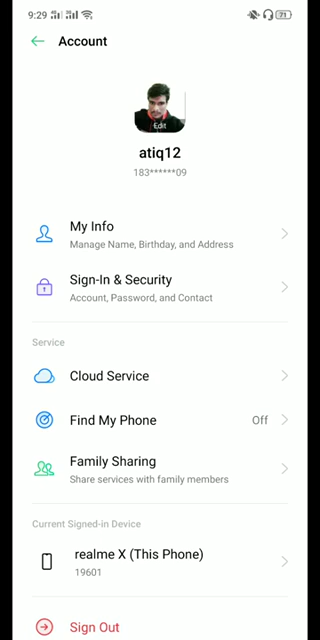 9:29
71
Account
Edit
atiq12
183******09
My Info
Manage Name, Birthday, and Address
Sign-In & Security
Account, Password, and Contact
Service
Cloud Service
Find My Phone Off
Family Sharing
Share services with family members
Current Signed-in Device
realme X (This Phone)
19601
Sign Out